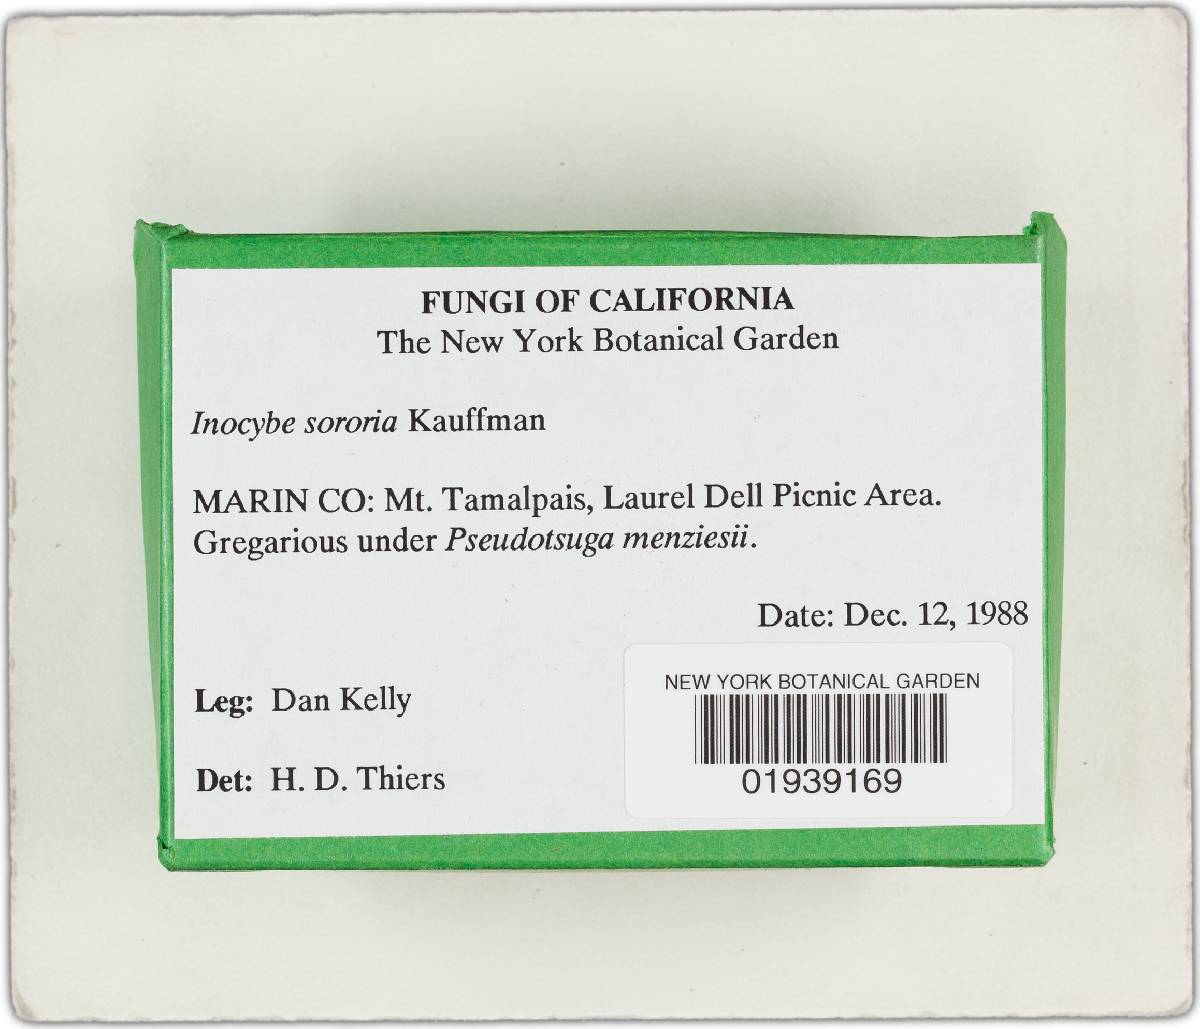 FUNGI OF CALIFORNIA
The New York Botanical Garden
Inocybe sororia Kauffman
MARIN CO: Mt. Tamalpais, Laurel Dell Picnic Area.
Gregarious under Pseudotsuga menziesii.
Date: Dec. 12, 1988
Leg: Dan Kelly
Det: H. D. Thiers
NEW YORK BOTANICAL GARDEN
01939169